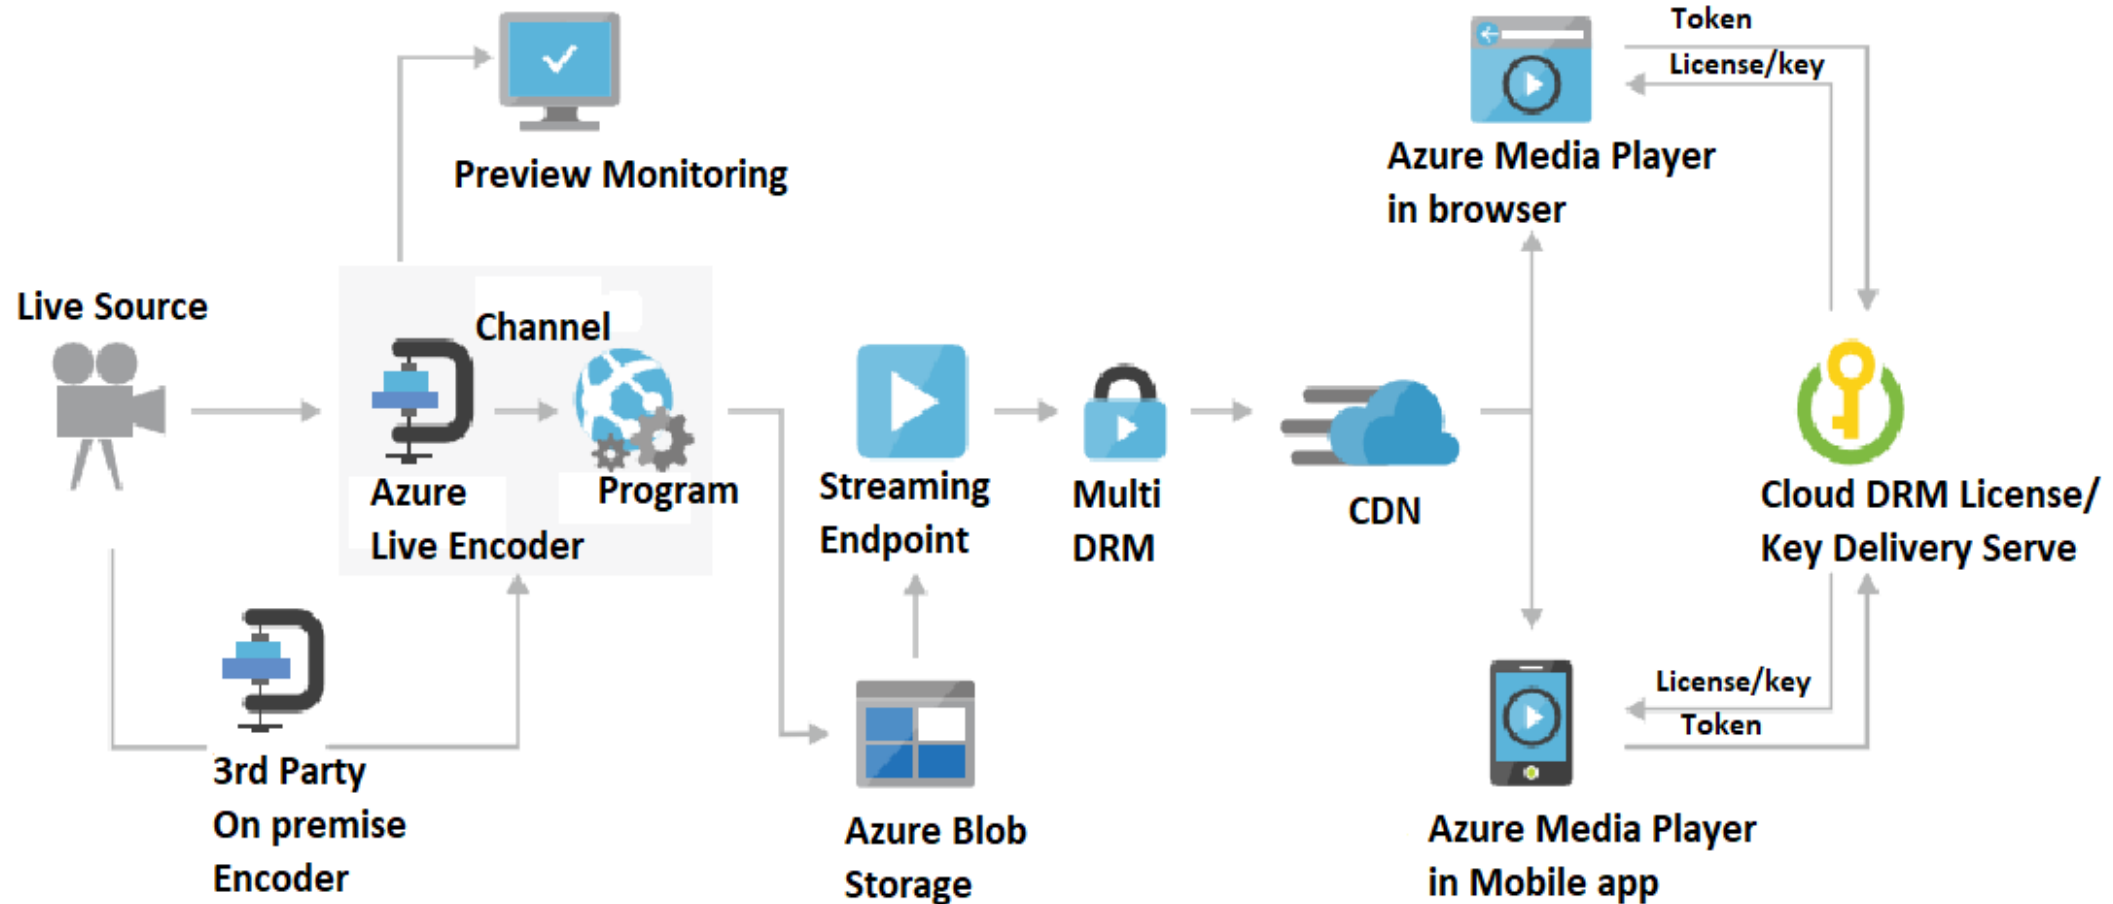 Token
License/key
Azure Media Player
in browser
Preview Monitoring
Live Source
Channel
Azure
Live Encoder
Program
Streaming
Endpoint
Multi
DRM
CDN
Cloud DRM License/
Key Delivery Serve
License/key
Token
3rd Party
On premise
Encoder
Azure Blob
Storage
Azure Media Player
in Mobile app